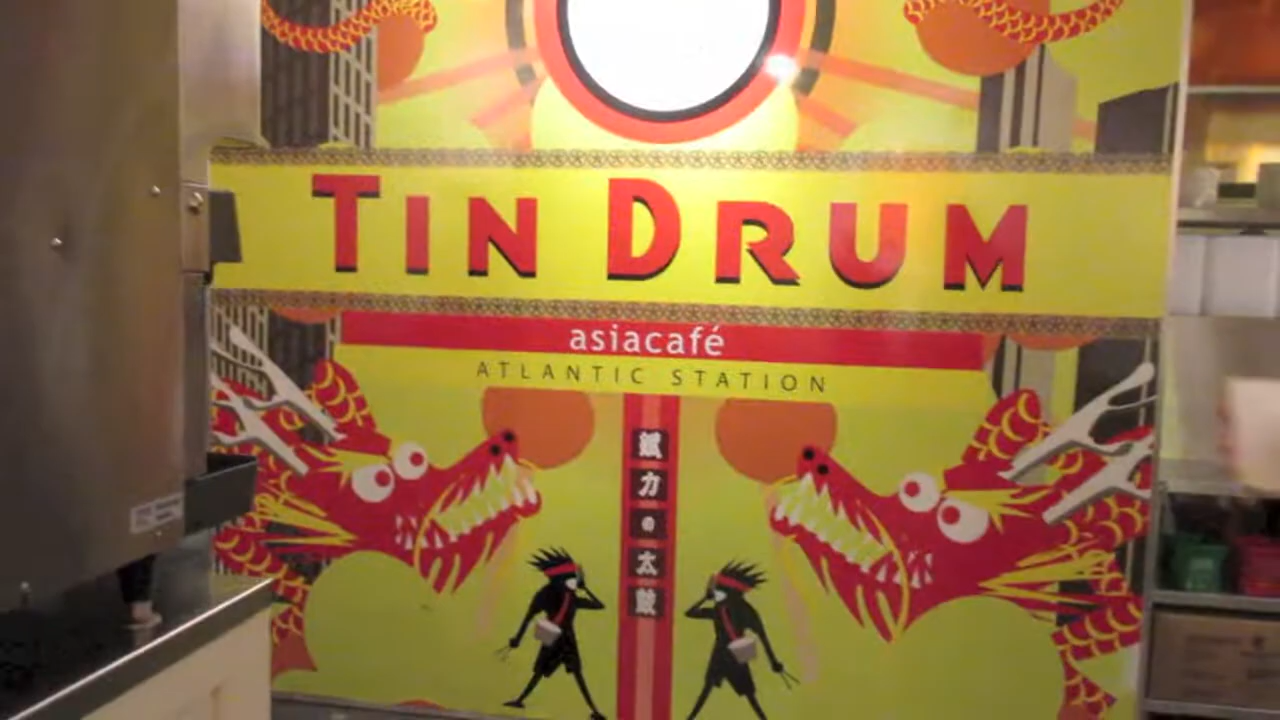 TIN DRUM
asiacafé
ATLANTIC STATION
力
の
太
鼓